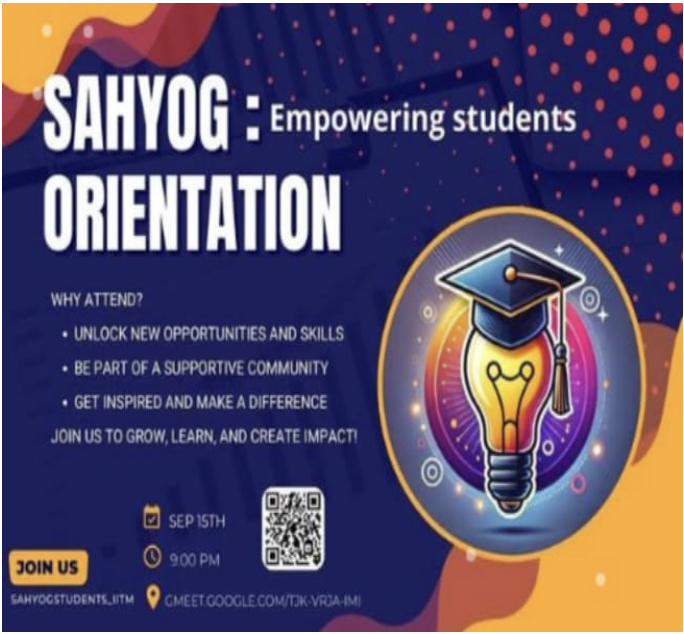 SAHYOG : Empowering students
ORIENTATION
WHY ATTEND?
• UNLOCK NEW OPPORTUNITIES AND SKILLS
• BE PART OF A SUPPORTIVE COMMUNITY
• GET INSPIRED AND MAKE A DIFFERENCE
JOIN US TO GROW, LEARN, AND CREATE IMPACT!
SEP 15TH
9:00 PM
JOIN US
SAHYOGSTUDENTS_IITM
GMEET.GOOGLE.COM/TJK-VRJA-IMI